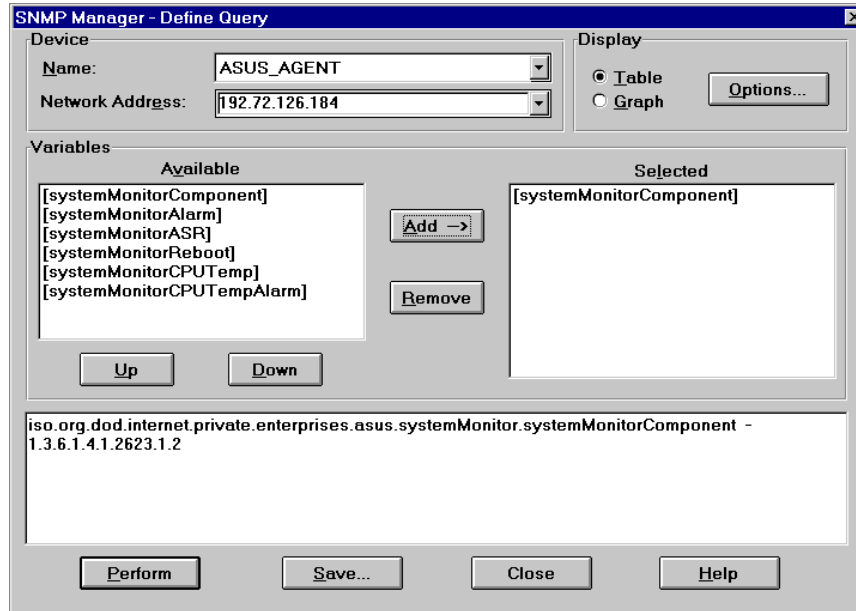 SNMP Manager - Define Query
Device
Name:
ASUS_AGENT
Network Address:
192.72.126.184
Display
Table
Graph
Options...
Variables
Available
[systemMonitorComponent]
[systemMonitorAlarm]
[systemMonitorASR]
[systemMonitorReboot]
[systemMonitorCPUTemp]
[systemMonitorCPUTempAlarm]
Up
Down
Add -->
Remove
Selected
[systemMonitorComponent]
iso.org.dod.internet.private.enterprises.asus.systemMonitor.systemMonitorComponent -
1.3.6.1.4.1.2623.1.2
Perform
Save...
Close
Help